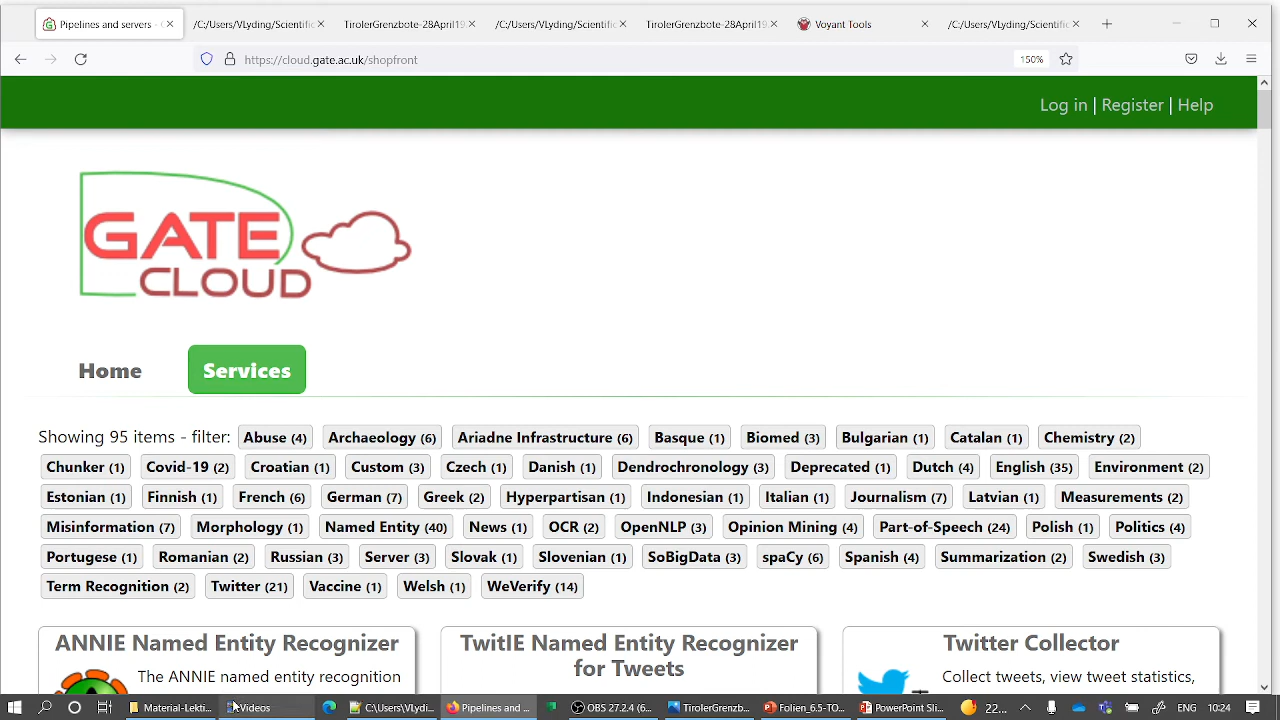 Pipelines and servers - G
/C:/Users/VLyding/Scientific
TirolerGrenzbote-28April19
/C:/Users/VLyding/Scientific
TirolerGrenzbote-28April19
Voyant Tools
/C:/Users/VLyding/Scientific
https://cloud.gate.ac.uk/shopfront
150%
Log in | Register | Help
GATE
CLOUD
Home
Services
Showing 95 items - filter: Abuse (4) Archaeology (6) Ariadne Infrastructure (6) Basque (1) Biomed (3) Bulgarian (1) Catalan (1) Chemistry (2)
Chunker (1) Covid-19 (2) Croatian (1) Custom (3) Czech (1) Danish (1) Dendrochronology (3) Deprecated (1) Dutch (4) English (35) Environment (2)
Estonian (1) Finnish (1) French (6) German (7) Greek (2) Hyperpartisan (1) Indonesian (1) Italian (1) Journalism (7) Latvian (1) Measurements (2)
Misinformation (7) Morphology (1) Named Entity (40) News (1) OCR (2) OpenNLP (3) Opinion Mining (4) Part-of-Speech (24) Polish (1) Politics (4)
Portugese (1) Romanian (2) Russian (3) Server (3) Slovak (1) Slovenian (1) SoBigData (3) spaCy (6) Spanish (4) Summarization (2) Swedish (3)
Term Recognition (2) Twitter (21) Vaccine (1) Welsh (1) WeVerify (14)
ANNIE Named Entity Recognizer
The ANNIE named entity recognition
TwitIE Named Entity Recognizer
for Tweets
Twitter Collector
Collect tweets, view tweet statistics,
Material-Lekti...
Videos
C:\Users\VLydin...
Pipelines and ...
OBS 27.2.4 (6...
TirolerGrenzb...
Folien_6.5-TO...
PowerPoint Sli...
22...
ENG
10:24